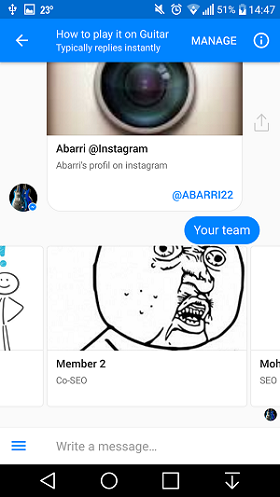 23° 51% 14:47
How to play it on Guitar
Typically replies instantly
MANAGE
Abarri @Instagram
Abarri's profil on instagram
@ABARRI22
Your team
Member 2
Co-SEO
Moh
SEO
Write a message…